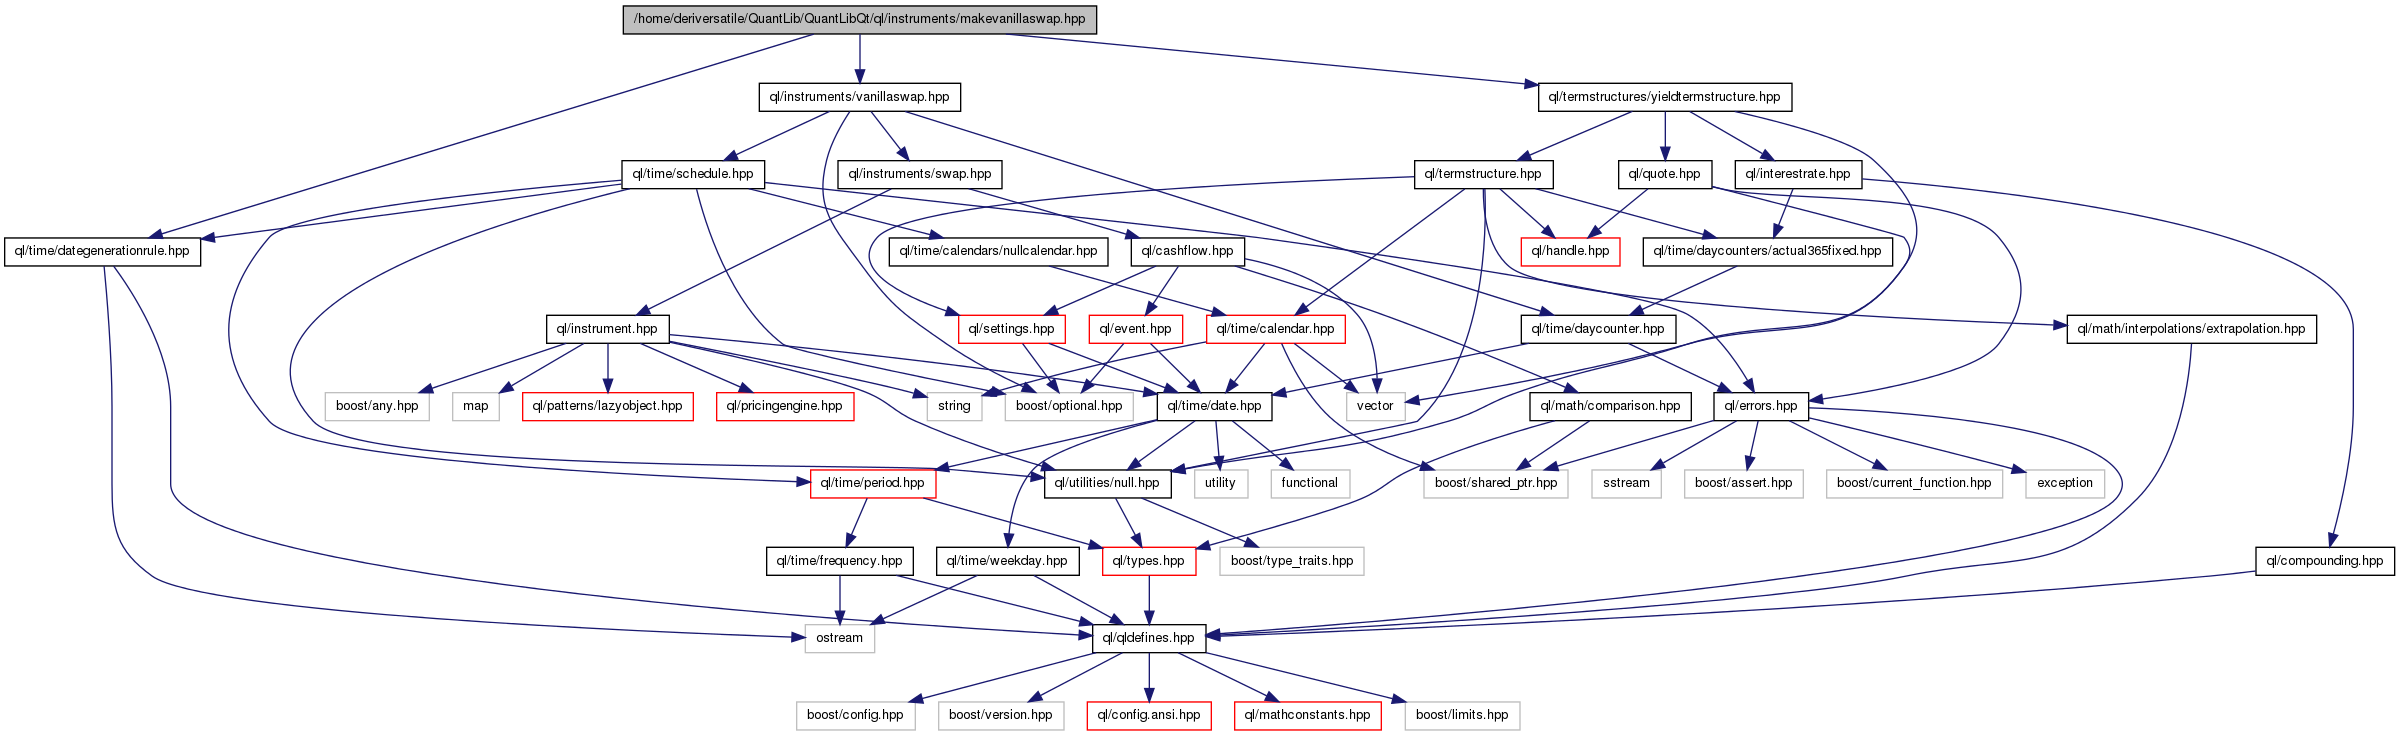 /home/deriversatile/QuantLib/QuantLibQt/ql/instruments/makevanillaswap.hpp
ql/instruments/vanillaswap.hpp
ql/termstructures/yieldtermstructure.hpp
ql/time/schedule.hpp
ql/instruments/swap.hpp
ql/termstructure.hpp
ql/quote.hpp
ql/interestrate.hpp
ql/time/dategenerationrule.hpp
ql/time/calendars/nullcalendar.hpp
ql/cashflow.hpp
ql/handle.hpp
ql/time/daycounters/actual365fixed.hpp
ql/instrument.hpp
ql/settings.hpp
ql/event.hpp
ql/time/calendar.hpp
ql/time/daycounter.hpp
ql/math/interpolations/extrapolation.hpp
boost/any.hpp
map
ql/patterns/lazyobject.hpp
ql/pricingengine.hpp
string
boost/optional.hpp
ql/time/date.hpp
vector
ql/math/comparison.hpp
ql/errors.hpp
ql/time/period.hpp
ql/utilities/null.hpp
utility
functional
boost/shared_ptr.hpp
sstream
boost/assert.hpp
boost/current_function.hpp
exception
ql/time/frequency.hpp
ql/time/weekday.hpp
ql/types.hpp
boost/type_traits.hpp
ql/compounding.hpp
ostream
ql/qldefines.hpp
boost/config.hpp
boost/version.hpp
ql/config.ansi.hpp
ql/mathconstants.hpp
boost/limits.hpp